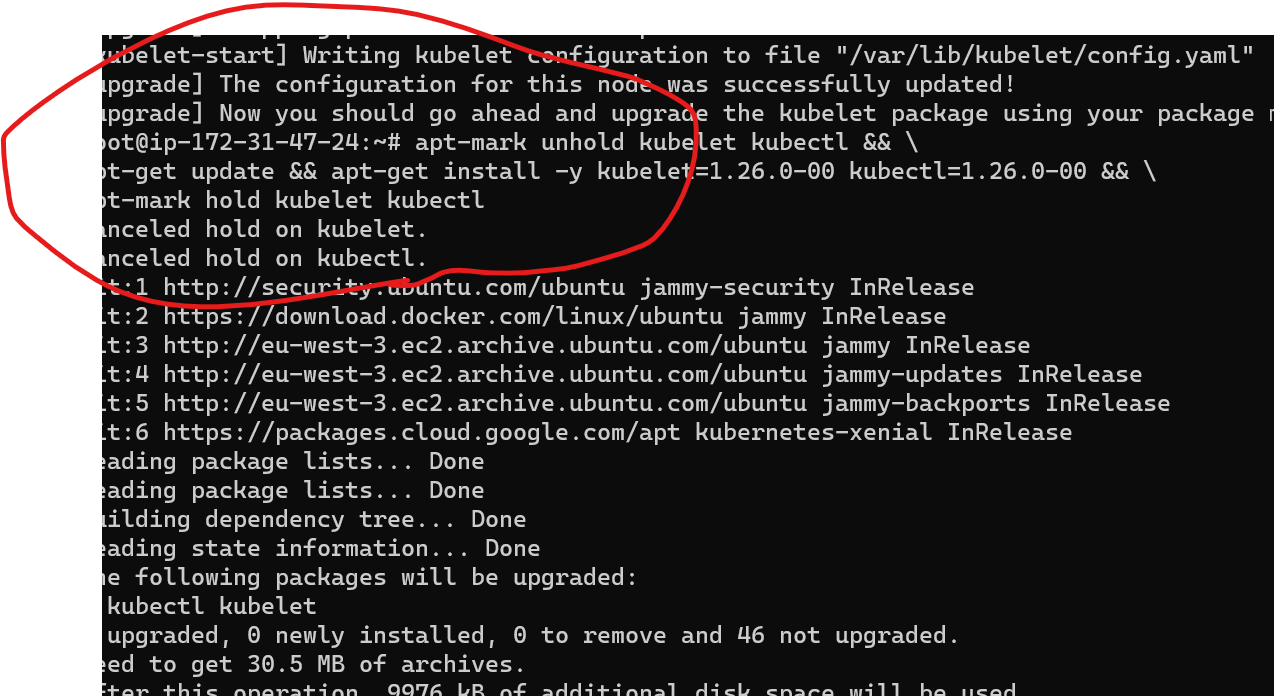 ubelet-start] Writing kubelet configuration to file "/var/lib/kubelet/config.yaml"
upgrade] The configuration for this node was successfully updated!
upgrade] Now you should go ahead and upgrade the kubelet package using your package m
oot@ip-172-31-47-24:~# apt-mark unhold kubelet kubectl && \
pt-get update && apt-get install -y kubelet=1.26.0-00 kubectl=1.26.0-00 && \
pt-mark hold kubelet kubectl
anceled hold on kubelet.
anceled hold on kubectl.
it:1 http://security.ubuntu.com/ubuntu jammy-security InRelease
it:2 https://download.docker.com/linux/ubuntu jammy InRelease
it:3 http://eu-west-3.ec2.archive.ubuntu.com/ubuntu jammy InRelease
it:4 http://eu-west-3.ec2.archive.ubuntu.com/ubuntu jammy-updates InRelease
it:5 http://eu-west-3.ec2.archive.ubuntu.com/ubuntu jammy-backports InRelease
it:6 https://packages.cloud.google.com/apt kubernetes-xenial InRelease
eading package lists... Done
eading package lists... Done
uilding dependency tree... Done
eading state information... Done
he following packages will be upgraded:
kubectl kubelet
upgraded, 0 newly installed, 0 to remove and 46 not upgraded.
eed to get 30.5 MB of archives.
fter this operation, 9976 kB of additional disk space will be used